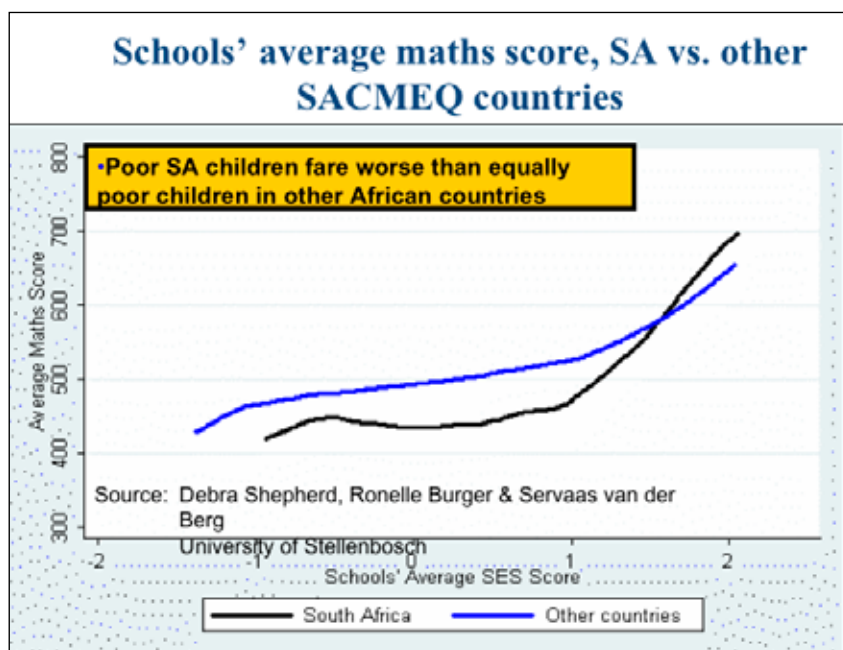 Schools’ average maths score, SA vs. other
SACMEQ countries
•Poor SA children fare worse than equally
poor children in other African countries
Average Maths Score
800
700
600
500
400
300
Source: Debra Shepherd, Ronelle Burger & Servaas van der
Berg
University of Stellenbosch
-2 -1 0 1 2
Schools' Average SES Score
South Africa Other countries